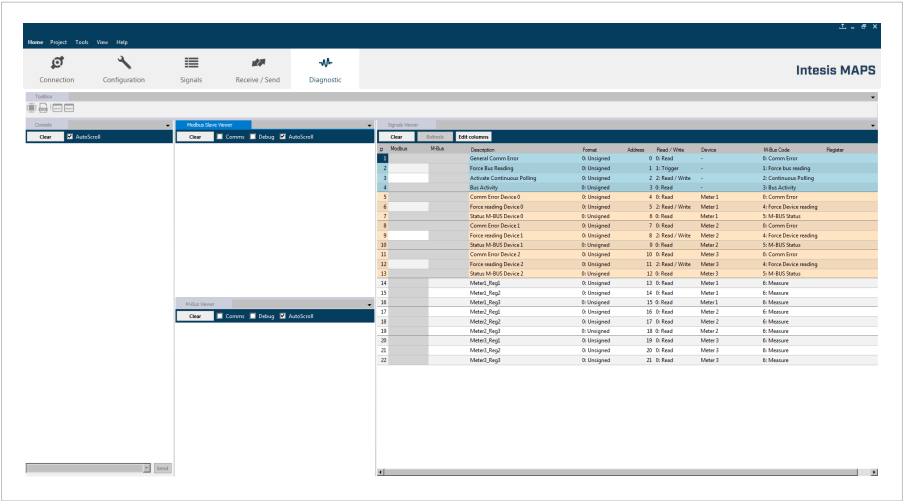 Home Project Tools View Help
Connection Configuration Signals Receive / Send Diagnostic
Intesis MAPS
Toolbox
Console Modbus Slave Viewer Signals Viewer
Clear AutoScroll Clear Comms Debug AutoScroll Clear Refresh Edit columns
# Modbus M-Bus Description Format Address Read / Write Device M-Bus Code Register
1 General Comm Error 0: Unsigned 0 0: Read - 0: Comm Error
2 Force Bus Reading 0: Unsigned 1 1: Trigger - 1: Force bus reading
3 Activate Continuous Polling 0: Unsigned 2 2: Read / Write - 2: Continuous Polling
4 Bus Activity 0: Unsigned 3 0: Read - 3: Bus Activity
5 Comm Error Device 0 0: Unsigned 4 0: Read Meter 1 0: Comm Error
6 Force reading Device 0 0: Unsigned 5 2: Read / Write Meter 1 4: Force Device reading
7 Status M-BUS Device 0 0: Unsigned 6 0: Read Meter 1 5: M-BUS Status
8 Comm Error Device 1 0: Unsigned 7 0: Read Meter 2 0: Comm Error
9 Force reading Device 1 0: Unsigned 8 2: Read / Write Meter 2 4: Force Device reading
10 Status M-BUS Device 1 0: Unsigned 9 0: Read Meter 2 5: M-BUS Status
11 Comm Error Device 2 0: Unsigned 10 0: Read Meter 3 0: Comm Error
12 Force reading Device 2 0: Unsigned 11 2: Read / Write Meter 3 4: Force Device reading
13 Status M-BUS Device 2 0: Unsigned 12 0: Read Meter 3 5: M-BUS Status
14 Meter1_Reg1 0: Unsigned 13 0: Read Meter 1 6: Measure
15 Meter1_Reg2 0: Unsigned 14 0: Read Meter 1 6: Measure
16 Meter1_Reg3 0: Unsigned 15 0: Read Meter 1 6: Measure
17 Meter2_Reg1 0: Unsigned 16 0: Read Meter 2 6: Measure
18 Meter2_Reg2 0: Unsigned 17 0: Read Meter 2 6: Measure
19 Meter2_Reg3 0: Unsigned 18 0: Read Meter 2 6: Measure
20 Meter3_Reg1 0: Unsigned 19 0: Read Meter 3 6: Measure
21 Meter3_Reg2 0: Unsigned 20 0: Read Meter 3 6: Measure
22 Meter3_Reg3 0: Unsigned 21 0: Read Meter 3 6: Measure
M-Bus Viewer
Clear Comms Debug AutoScroll
Send